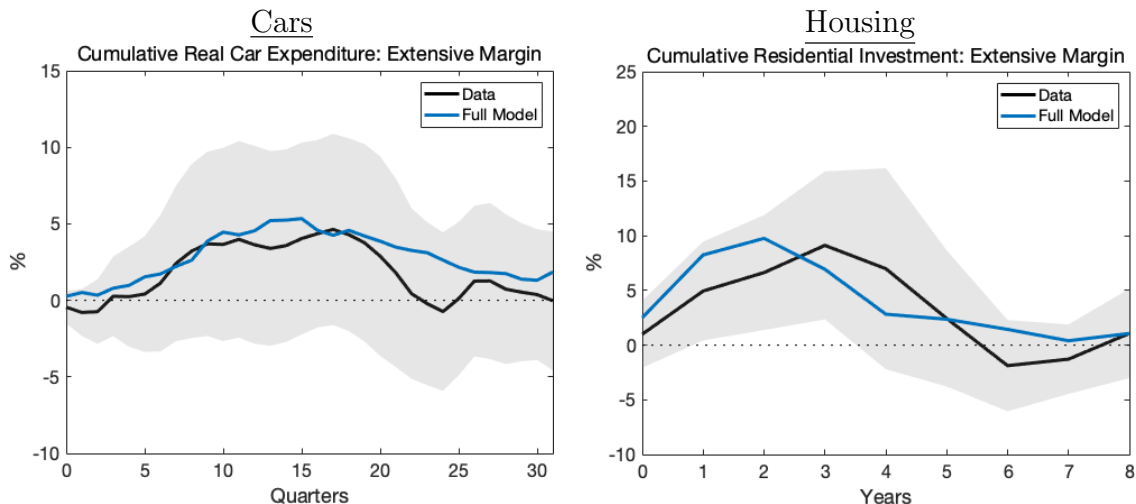 Cars
Cumulative Real Car Expenditure: Extensive Margin
15
10
5
0
-5
-10
%
0 5 10 15 20 25 30
Quarters
Data
Full Model
Housing
Cumulative Residential Investment: Extensive Margin
25
20
15
10
5
0
-5
-10
%
0 1 2 3 4 5 6 7 8
Years
Data
Full Model